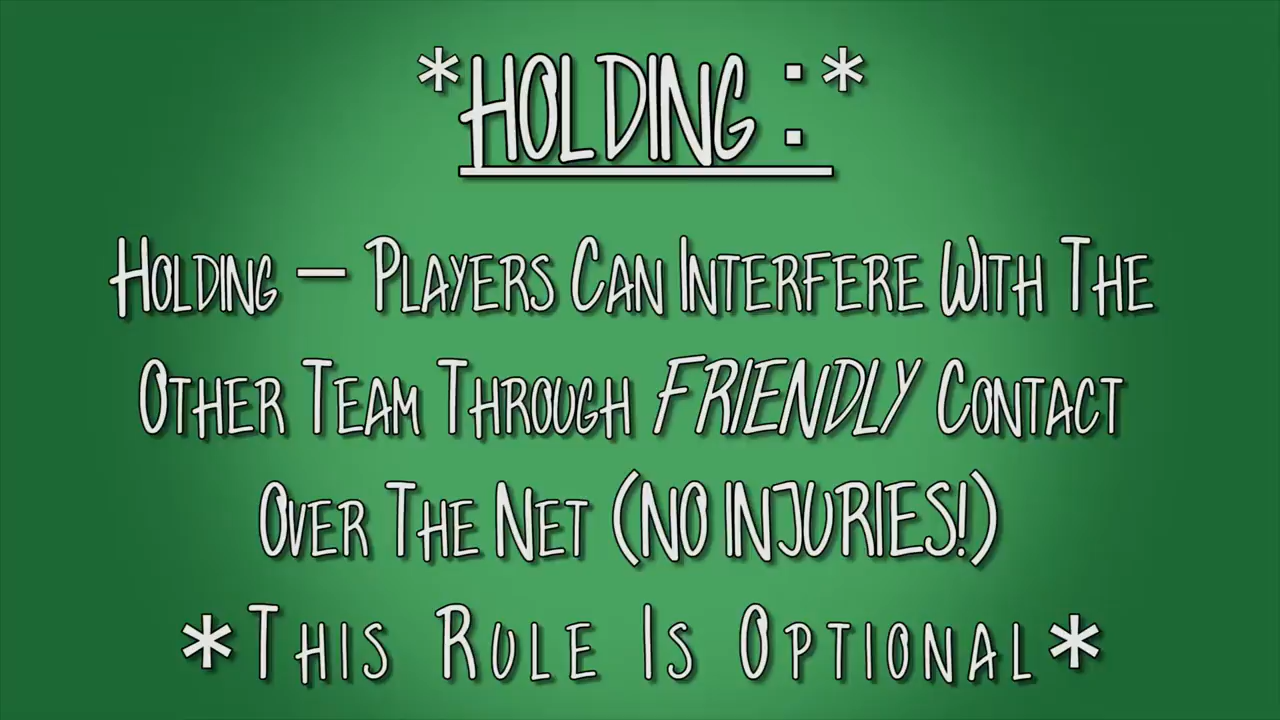 *HOLDING :*
HOLDING – PLAYERS CAN INTERFERE WITH THE
OTHER TEAM THROUGH FRIENDLY CONTACT
OVER THE NET (NO INJURIES!)
*THIS RULE IS OPTIONAL*